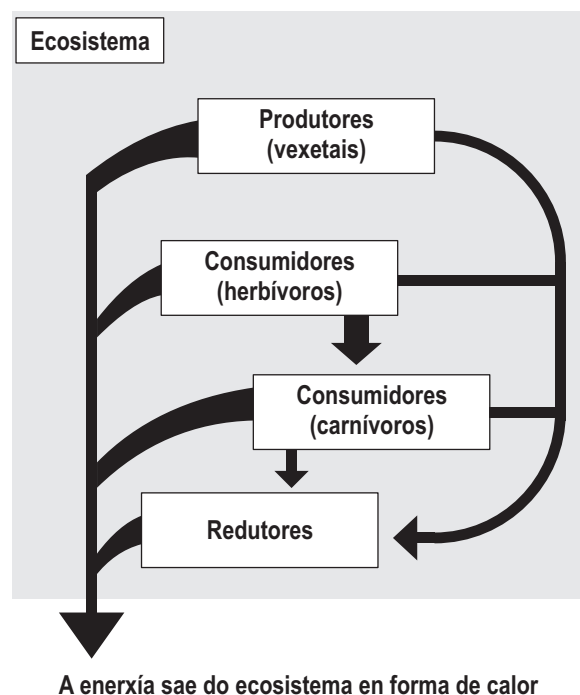 Ecosistema
Produtores
(vexetais)
Consumidores
(herbívoros)
Consumidores
(carnívoros)
Redutores
A enerxía sae do ecosistema en forma de calor